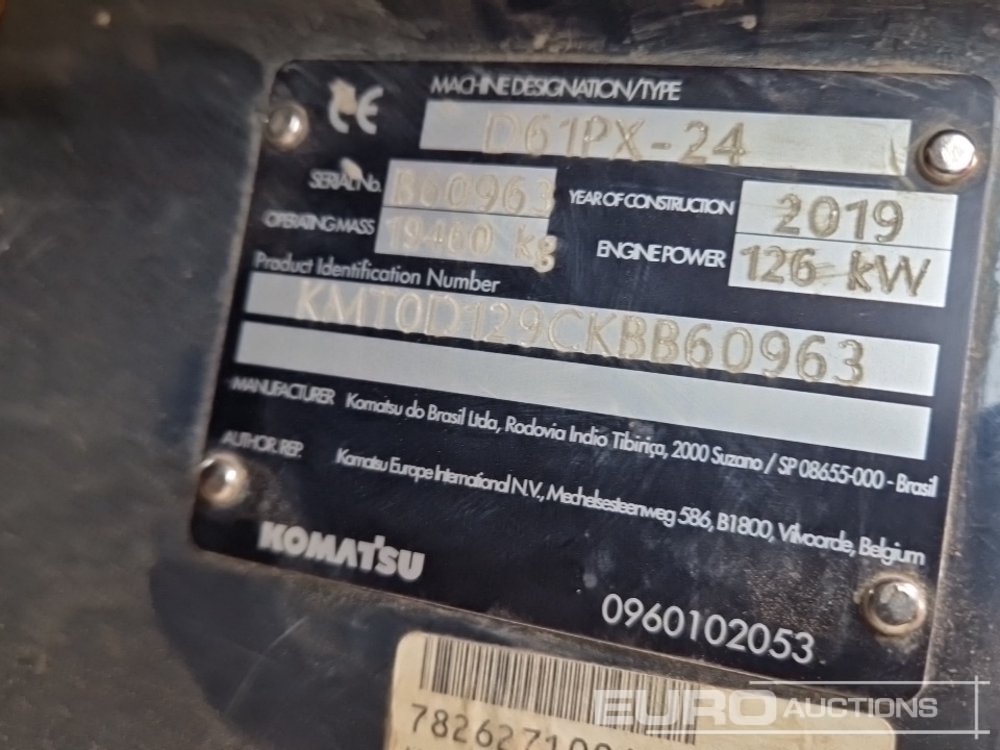 CE
MACHINE DESIGNATION/TYPE
D61PX-24
SERIAL No. B60963 YEAR OF CONSTRUCTION 2019
OPERATING MASS 19460 kg ENGINE POWER 126 kW
Product Identification Number
KMT0D129CKBB60963
MANUFACTURER Komatsu do Brasil Ltda, Rodovia Indio Tibiriça, 2000 Suzano / SP 08655-000 - Brasil
AUTHOR. REP. Komatsu Europe International N.V., Mechelsesteenweg 586, B1800, Vilvoorde, Belgium
KOMATSU
0960102053
EURO AUCTIONS